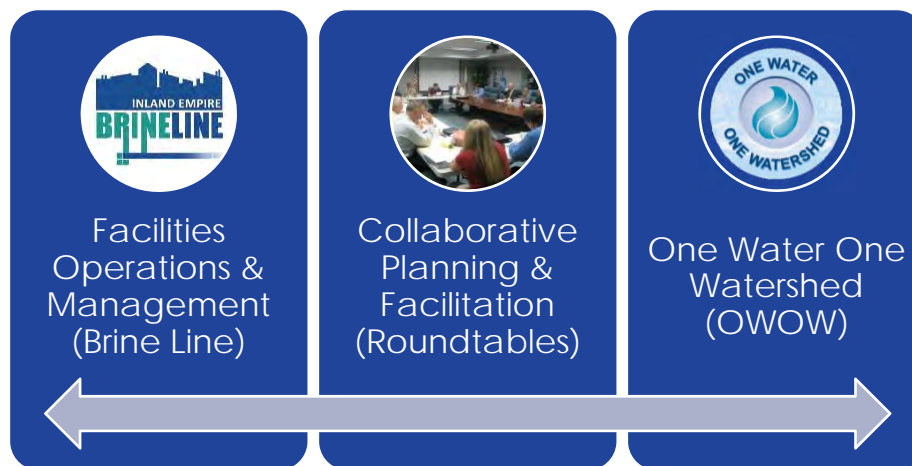 INLAND EMPIRE
BRINELINE
Facilities
Operations &
Management
(Brine Line)
Collaborative
Planning &
Facilitation
(Roundtables)
ONE WATER
ONE WATERSHED
One Water One
Watershed
(OWOW)